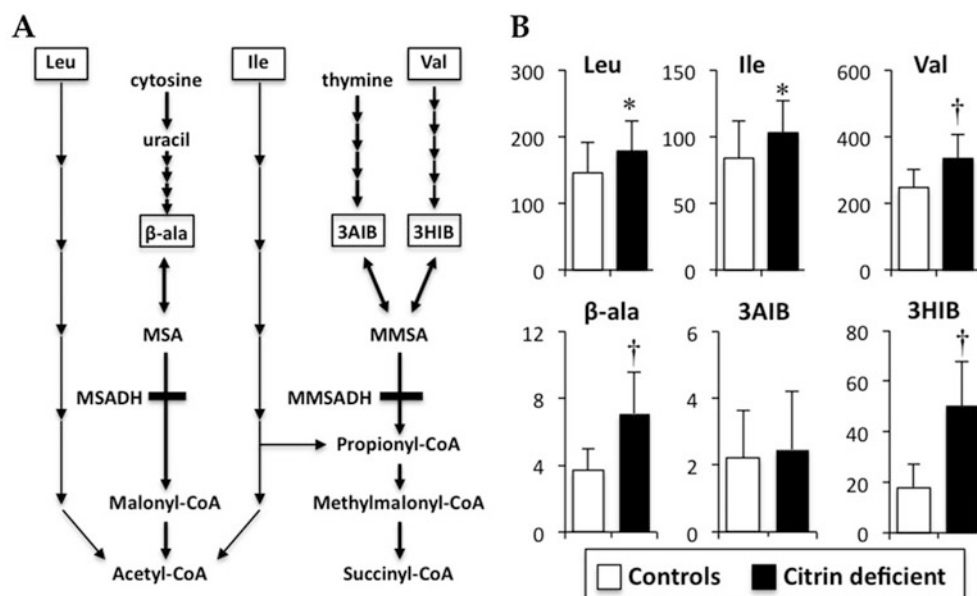 A
Leu
Ile
Val
cytosine
thymine
uracil
β-ala
3AIB
3HIB
MSA
MMSA
MSADH
MMSADH
Propionyl-CoA
Malonyl-CoA
Methylmalonyl-CoA
Acetyl-CoA
Succinyl-CoA
B
Leu
300
200
100
0
*
Ile
150
100
50
0
*
Val
600
400
200
0
†
β-ala
12
8
4
0
†
3AIB
6
4
2
0
3HIB
80
60
40
20
0
†
Controls
Citrin deficient